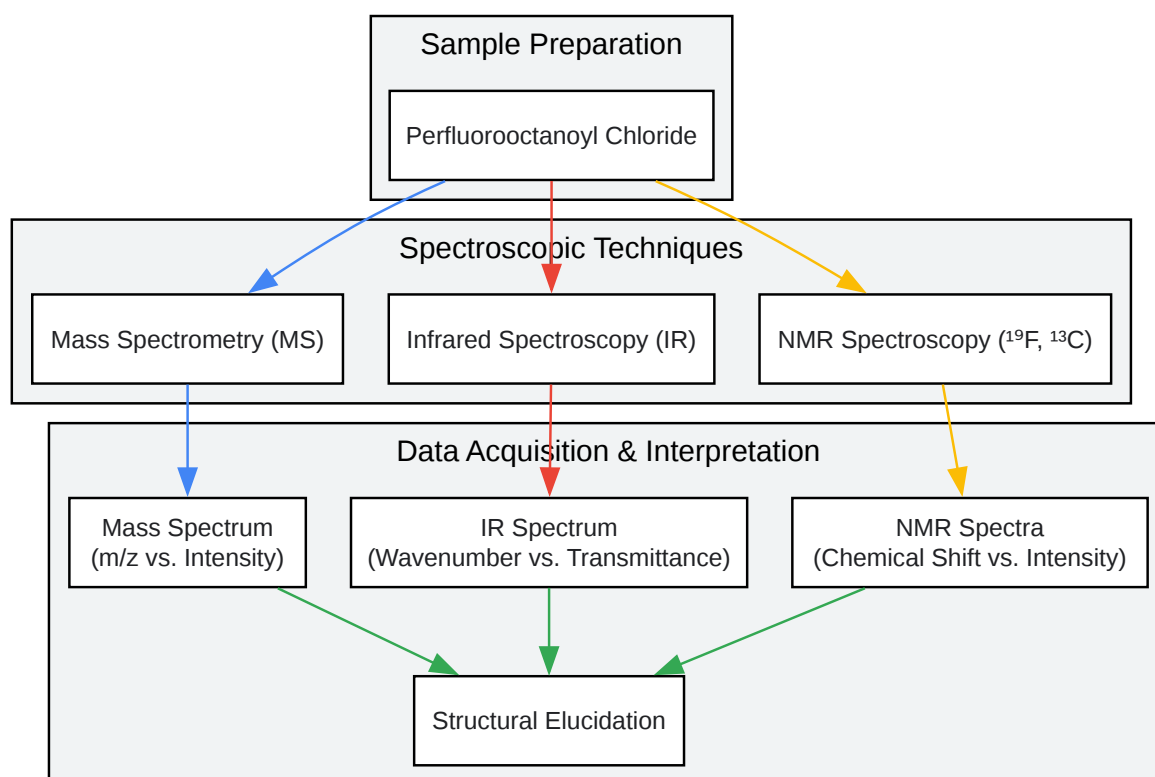 Sample Preparation
Perfluorooctanoyl Chloride
Spectroscopic Techniques
Mass Spectrometry (MS)
Infrared Spectroscopy (IR)
NMR Spectroscopy (¹⁹F, ¹³C)
Data Acquisition & Interpretation
Mass Spectrum
(m/z vs. Intensity)
IR Spectrum
(Wavenumber vs. Transmittance)
NMR Spectra
(Chemical Shift vs. Intensity)
Structural Elucidation